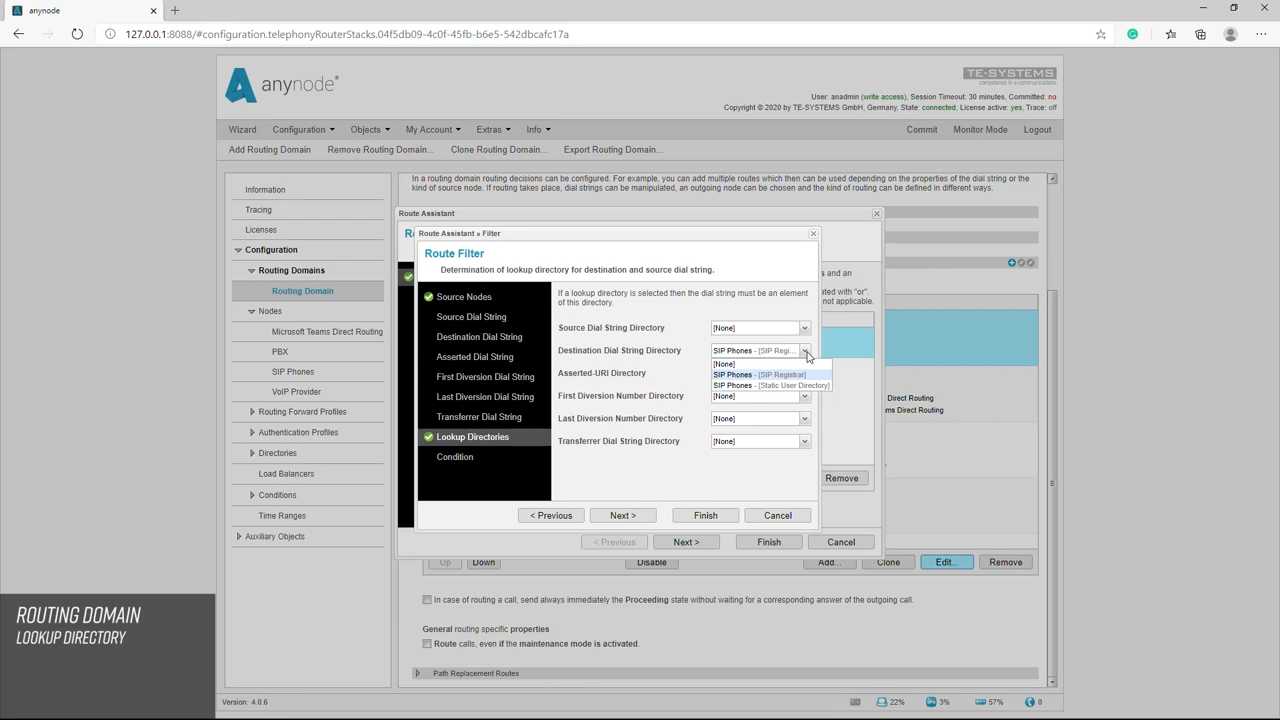 anynode
127.0.0.1:8088/#configuration.telephonyRouterStacks.04f5db09-4c0f-45fb-b6e5-542dbcafc17a
anynode®
TE-SYSTEMS
competence in e-communications.
User: anadmin (write access), Session Timeout: 30 minutes, Committed: no
Copyright © 2020 by TE-SYSTEMS GmbH, Germany, State: connected, License active: yes, Trace: off
Wizard Configuration Objects My Account Extras Info Commit Monitor Mode Logout
Add Routing Domain Remove Routing Domain... Clone Routing Domain... Export Routing Domain...
Information
Tracing
Licenses
Configuration
Routing Domains
Routing Domain
Nodes
Microsoft Teams Direct Routing
PBX
SIP Phones
VoIP Provider
Routing Forward Profiles
Authentication Profiles
Directories
Load Balancers
Conditions
Time Ranges
Auxiliary Objects
In a routing domain routing decisions can be configured. For example, you can add multiple routes which then can be used depending on the properties of the dial string or the
kind of source node. If routing takes place, dial strings can be manipulated, an outgoing node can be chosen and the kind of routing can be defined in different ways.
Route Assistant
s and an
ated with "or".
not applicable.
Route Assistant » Filter
Route Filter
Determination of lookup directory for destination and source dial string.
Source Nodes
Source Dial String
Destination Dial String
Asserted Dial String
First Diversion Dial String
Last Diversion Dial String
Transferrer Dial String
Lookup Directories
Condition
If a lookup directory is selected then the dial string must be an element
of this directory.
Source Dial String Directory [None]
Destination Dial String Directory SIP Phones - [SIP Regi...
[None]
SIP Phones - [SIP Registrar]
SIP Phones - [Static User Directory]
Asserted-URI Directory
First Diversion Number Directory [None]
Last Diversion Number Directory [None]
Transferrer Dial String Directory [None]
< Previous Next > Finish Cancel
Direct Routing
ms Direct Routing
Remove
< Previous Next > Finish Cancel
Up Down Disable Add... Clone Edit... Remove
In case of routing a call, send always immediately the Proceeding state without waiting for a corresponding answer of the outgoing call.
General routing specific properties
Route calls, even if the maintenance mode is activated.
Path Replacement Routes
Version: 4.0.6 22% 3% 57% 0
ROUTING DOMAIN
LOOKUP DIRECTORY